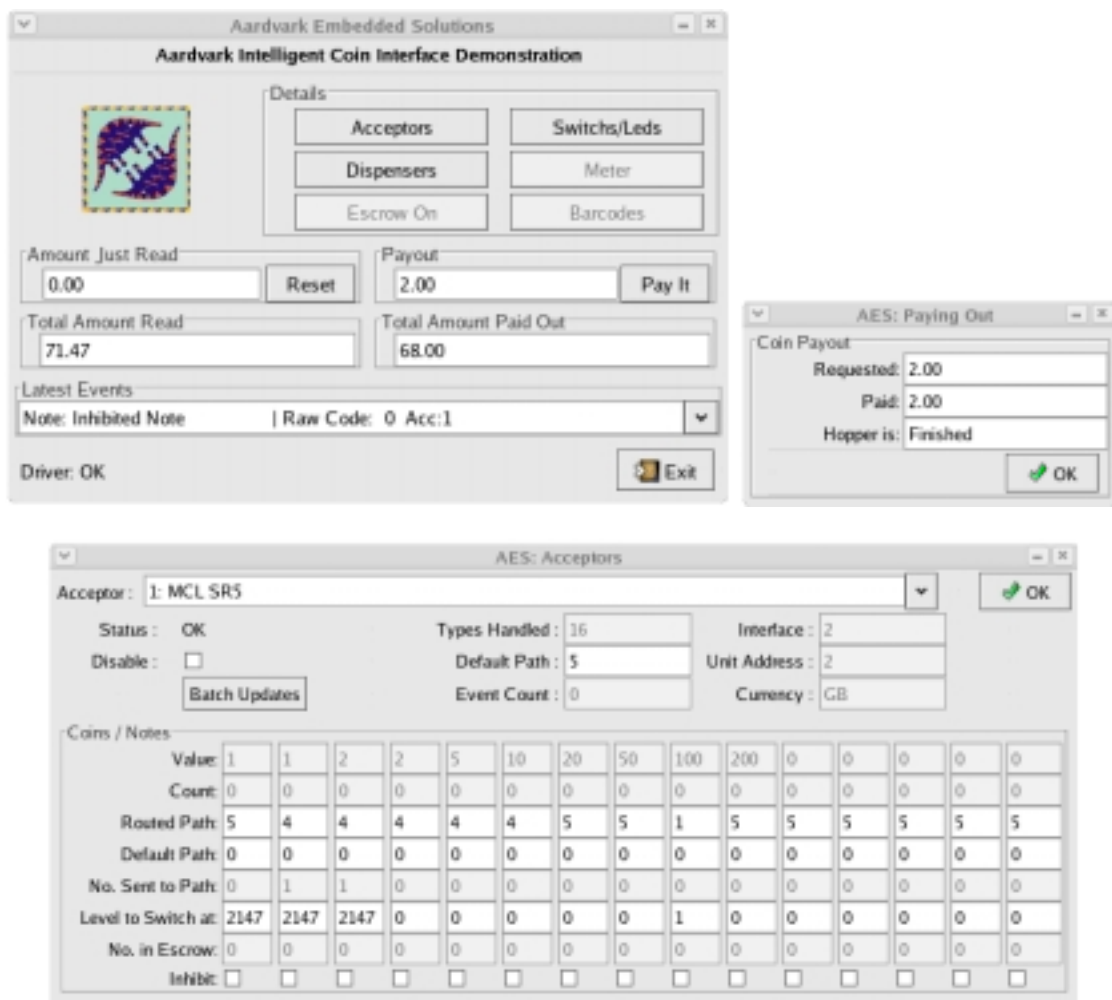 Aardvark Embedded Solutions
Aardvark Intelligent Coin Interface Demonstration
Details
Acceptors Switchs/Leds
Dispensers Meter
Escrow On Barcodes
Amount Just Read Payout
0.00 Reset 2.00 Pay It
Total Amount Read Total Amount Paid Out
71.47 68.00
Latest Events
Note: Inhibited Note | Raw Code: 0 Acc:1
Driver: OK Exit
AES: Paying Out
Coin Payout
Requested: 2.00
Paid: 2.00
Hopper is: Finished
OK
AES: Acceptors
Acceptor : 1: MCL SR5 OK
Status : OK Types Handled : 16 Interface : 2
Disable : Default Path : 5 Unit Address : 2
Batch Updates Event Count : 0 Currency : GB
Coins / Notes
Value: 1 1 2 2 5 10 20 50 100 200 0 0 0 0 0
Count: 0 0 0 0 0 0 0 0 0 0 0 0 0 0 0
Routed Path: 5 4 4 4 4 4 5 5 1 5 5 5 5 5 5
Default Path: 0 0 0 0 0 0 0 0 0 0 0 0 0 0 0
No. Sent to Path: 0 1 1 0 0 0 0 0 0 0 0 0 0 0 0
Level to Switch at: 2147 2147 2147 0 0 0 0 0 1 0 0 0 0 0 0
No. in Escrow: 0 0 0 0 0 0 0 0 0 0 0 0 0 0 0
Inhibit: